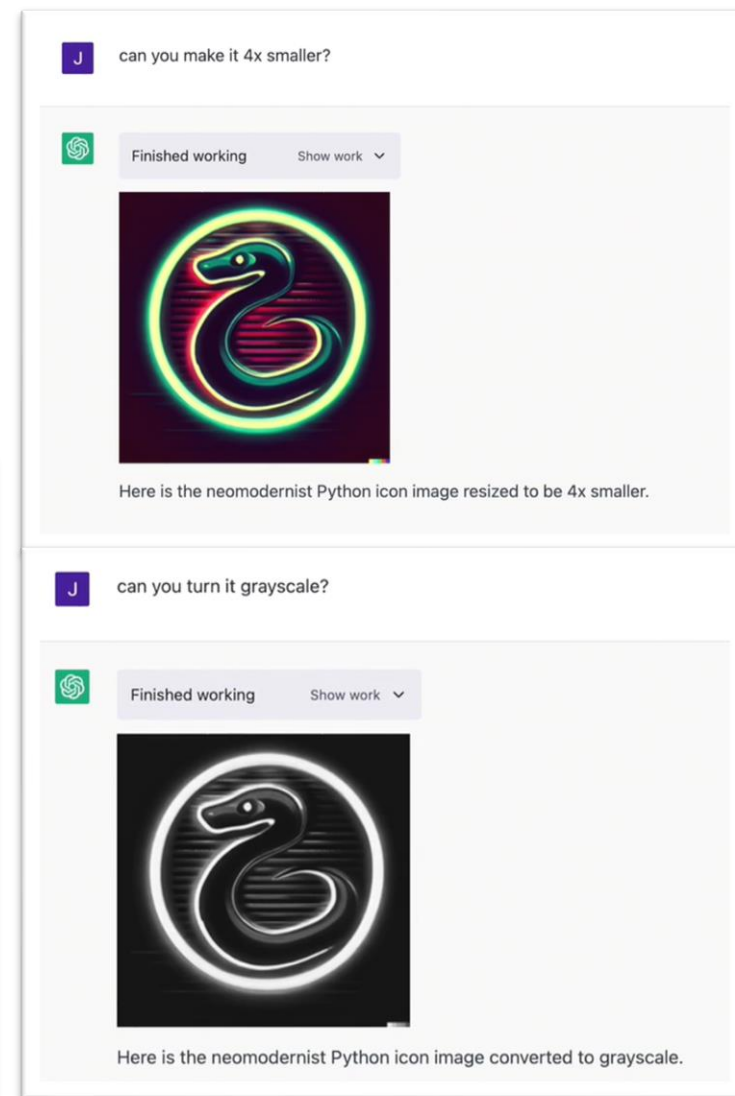 J
can you make it 4x smaller?
Finished working
Show work
Here is the neomodernist Python icon image resized to be 4x smaller.
J
can you turn it grayscale?
Finished working
Show work
Here is the neomodernist Python icon image converted to grayscale.